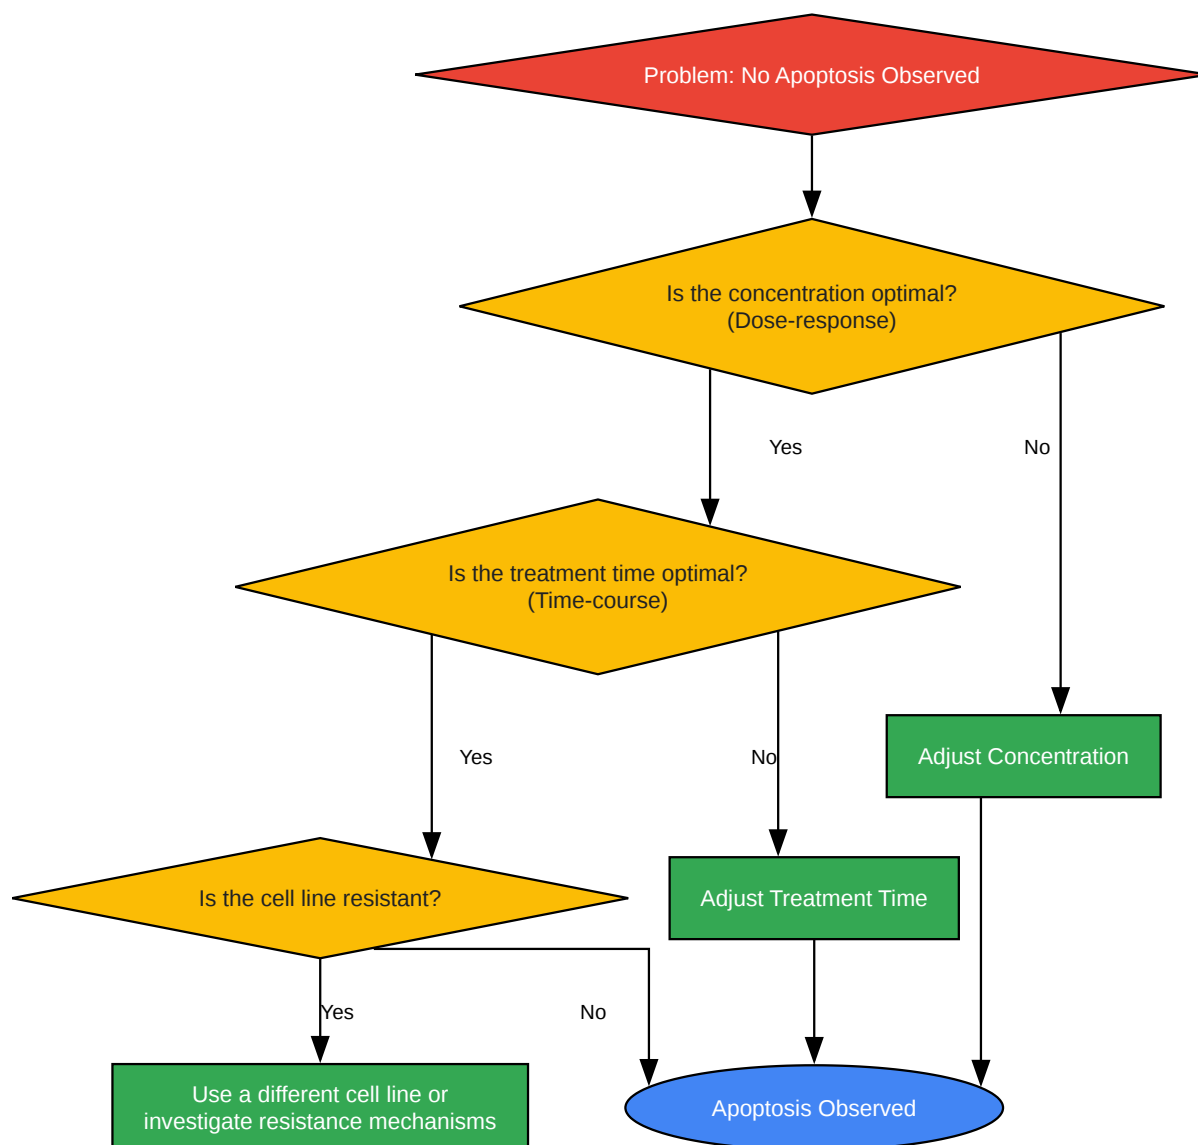 Problem: No Apoptosis Observed
Is the concentration optimal?
(Dose-response)
Yes
No
Is the treatment time optimal?
(Time-course)
Yes
No
Adjust Concentration
Is the cell line resistant?
Adjust Treatment Time
Yes
No
Use a different cell line or
investigate resistance mechanisms
Apoptosis Observed